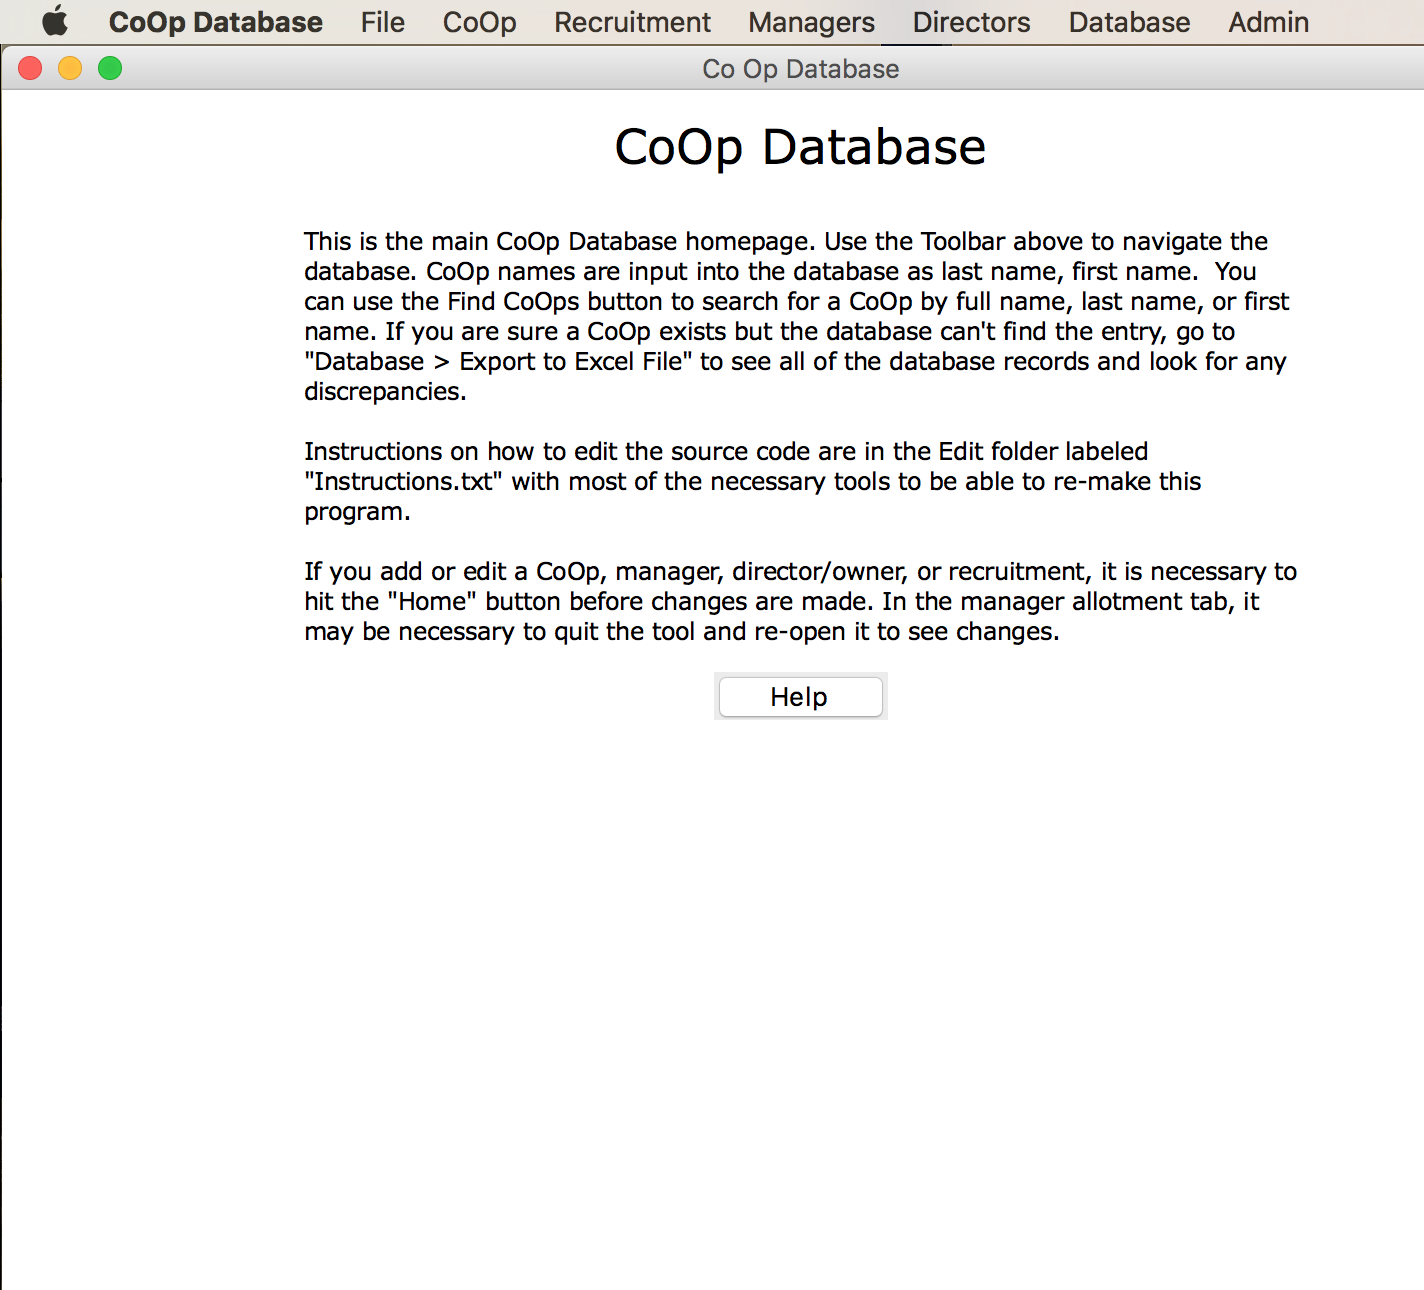 CoOp Database File CoOp Recruitment Managers Directors Database Admin
Co Op Database
CoOp Database
This is the main CoOp Database homepage. Use the Toolbar above to navigate the
database. CoOp names are input into the database as last name, first name.  You
can use the Find CoOps button to search for a CoOp by full name, last name, or first
name. If you are sure a CoOp exists but the database can't find the entry, go to
"Database > Export to Excel File" to see all of the database records and look for any
discrepancies.
Instructions on how to edit the source code are in the Edit folder labeled
"Instructions.txt" with most of the necessary tools to be able to re-make this
program.
If you add or edit a CoOp, manager, director/owner, or recruitment, it is necessary to
hit the "Home" button before changes are made. In the manager allotment tab, it
may be necessary to quit the tool and re-open it to see changes.
Help